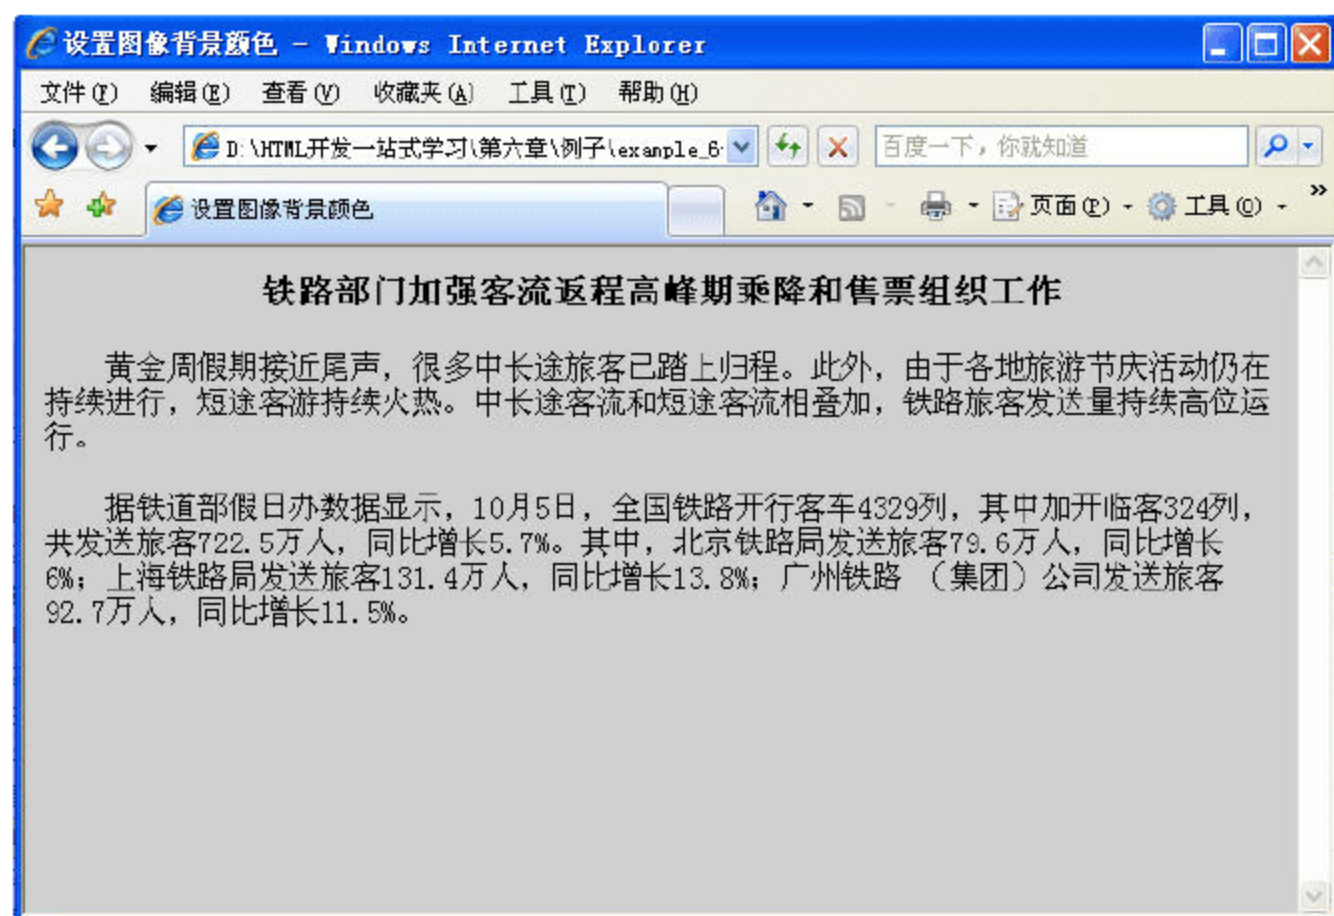 设置图像背景颜色 - Windows Internet Explorer
文件(F) 编辑(E) 查看(V) 收藏夹(A) 工具(T) 帮助(H)
D:\HTML开发一站式学习\第六章\例子\example_6- 百度一下，你就知道
设置图像背景颜色 页面(P) 工具(O) »
铁路部门加强客流返程高峰期乘降和售票组织工作
黄金周假期接近尾声，很多中长途旅客已踏上归程。此外，由于各地旅游节庆活动仍在
持续进行，短途客游持续火热。中长途客流和短途客流相叠加，铁路旅客发送量持续高位运
行。
据铁道部假日办数据显示，10月5日，全国铁路开行客车4329列，其中加开临客324列，
共发送旅客722.5万人，同比增长5.7%。其中，北京铁路局发送旅客79.6万人，同比增长
6%；上海铁路局发送旅客131.4万人，同比增长13.8%；广州铁路 （集团）公司发送旅客
92.7万人，同比增长11.5%。